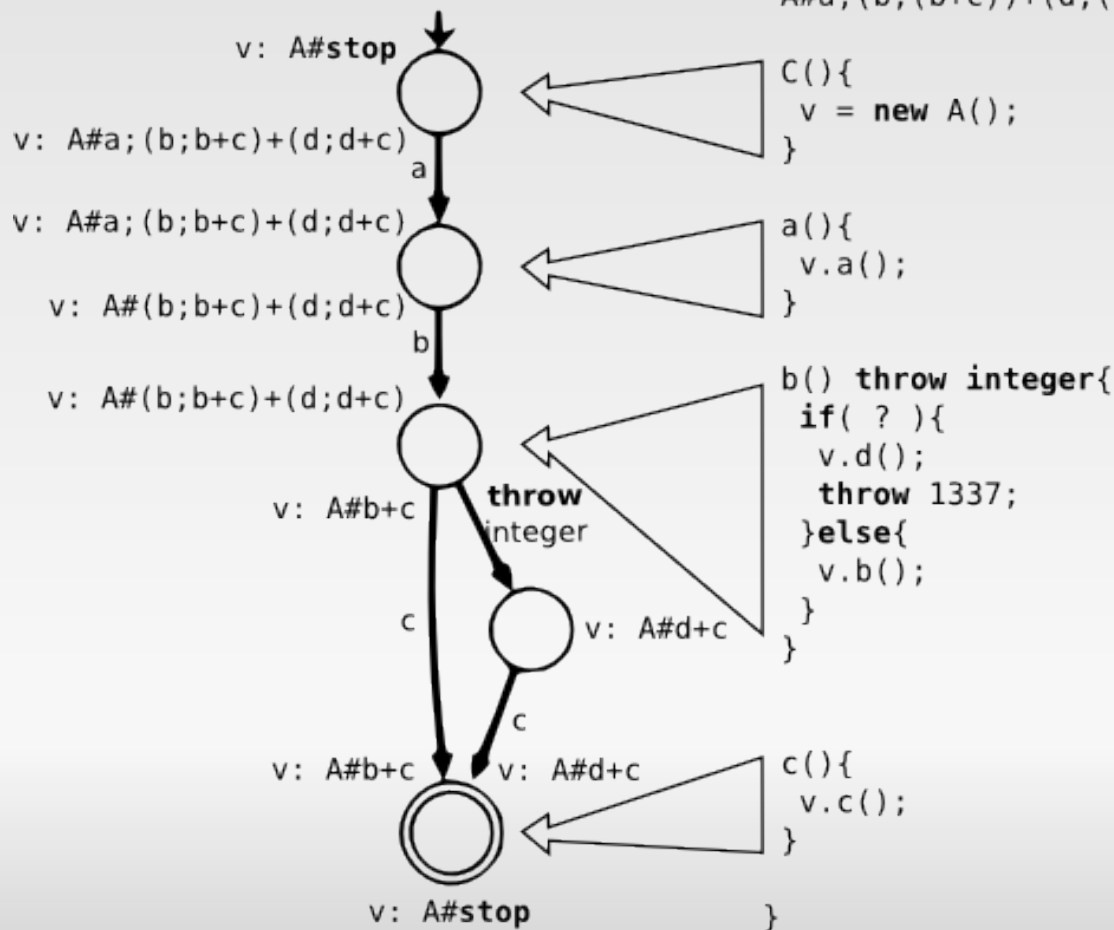 v: A#stop
C(){
v = new A();
}
v: A#a;(b;b+c)+(d;d+c)
a
v: A#a;(b;b+c)+(d;d+c)
a(){
v.a();
}
v: A#(b;b+c)+(d;d+c)
b
v: A#(b;b+c)+(d;d+c)
b() throw integer{
if( ? ){
v.d();
throw 1337;
}else{
v.b();
}
}
v: A#b+c
throw
integer
c
v: A#d+c
c
v: A#b+c
v: A#d+c
c(){
v.c();
}
v: A#stop
}